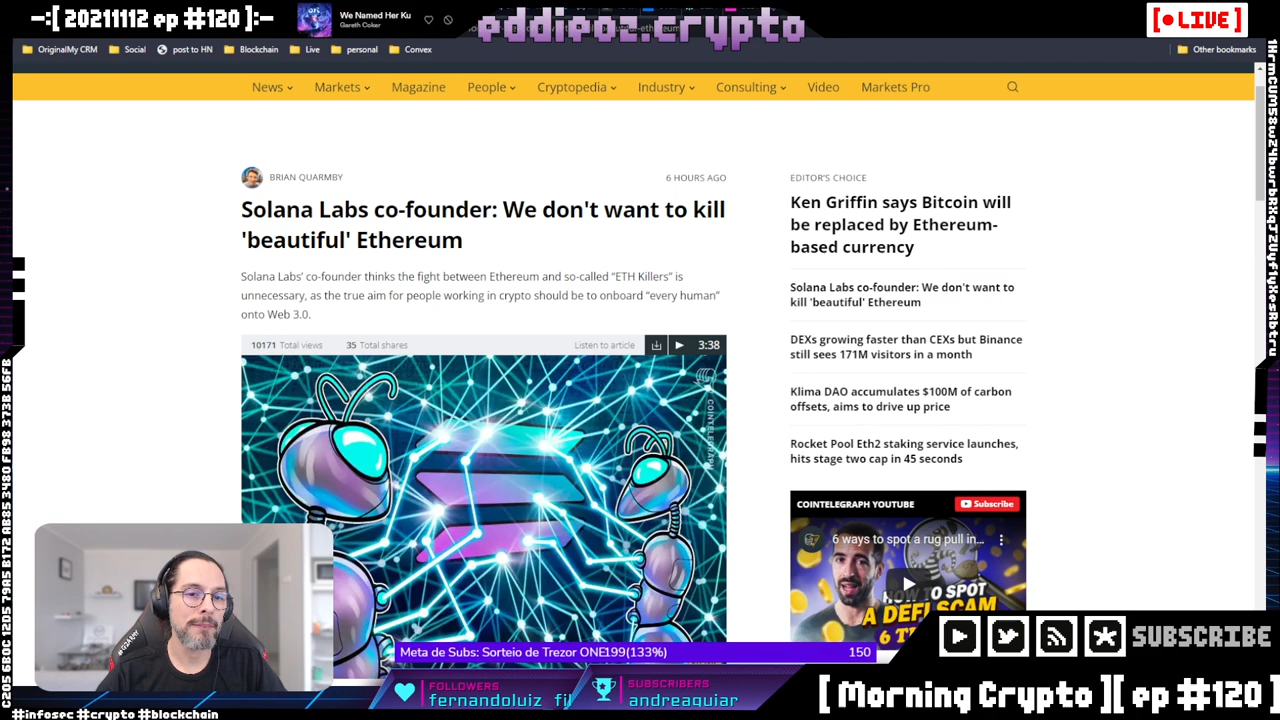 -:[ 20211112 ep #120 ]:-
We Named Her Ku
Gareth Coker
eddieoz.crypto
[ LIVE ]
OriginalMy CRM
Social
post to HN
Blockchain
Live
personal
Convex
Other bookmarks
News
Markets
Magazine
People
Cryptopedia
Industry
Consulting
Video
Markets Pro
BRIAN QUARMBY
6 HOURS AGO
Solana Labs co-founder: We don't want to kill
'beautiful' Ethereum
Solana Labs' co-founder thinks the fight between Ethereum and so-called “ETH Killers” is
unnecessary, as the true aim for people working in crypto should be to onboard “every human”
onto Web 3.0.
10171 Total views
35 Total shares
Listen to article
3:38
COINTELEGRAPH
EDITOR'S CHOICE
Ken Griffin says Bitcoin will
be replaced by Ethereum-
based currency
Solana Labs co-founder: We don't want to
kill 'beautiful' Ethereum
DEXs growing faster than CEXs but Binance
still sees 171M visitors in a month
Klima DAO accumulates $100M of carbon
offsets, aims to drive up price
Rocket Pool Eth2 staking service launches,
hits stage two cap in 45 seconds
COINTELEGRAPH YOUTUBE
Subscribe
6 ways to spot a rug pull in...
HOW TO SPOT
A DEFI SCAM
Meta de Subs: Sorteio de Trezor ONE199(133%)
150
FOLLOWERS
fernandoluiz_fil
SUBSCRIBERS
andreaguiar
SUBSCRIBE
[ Morning Crypto ][ ep #120 ]
#infosec #crypto #blockchain